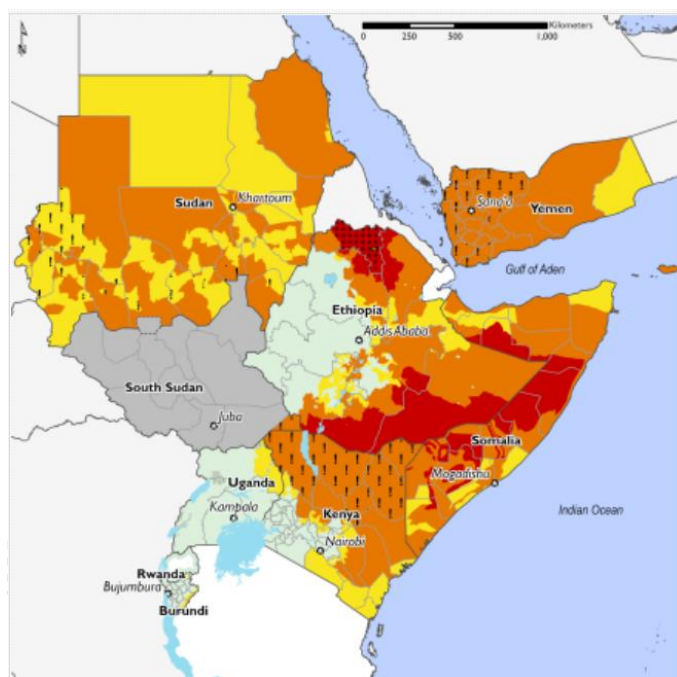 Kilometers
0 250 500 1,000
Sudan
Khartoum
Sana'a
Yemen
Gulf of Aden
Ethiopia
Addis Ababa
South Sudan
Juba
Somalia
Mogadishu
Uganda
Kampala
Kenya
Nairobi
Indian Ocean
Rwanda
Bujumbura
Burundi